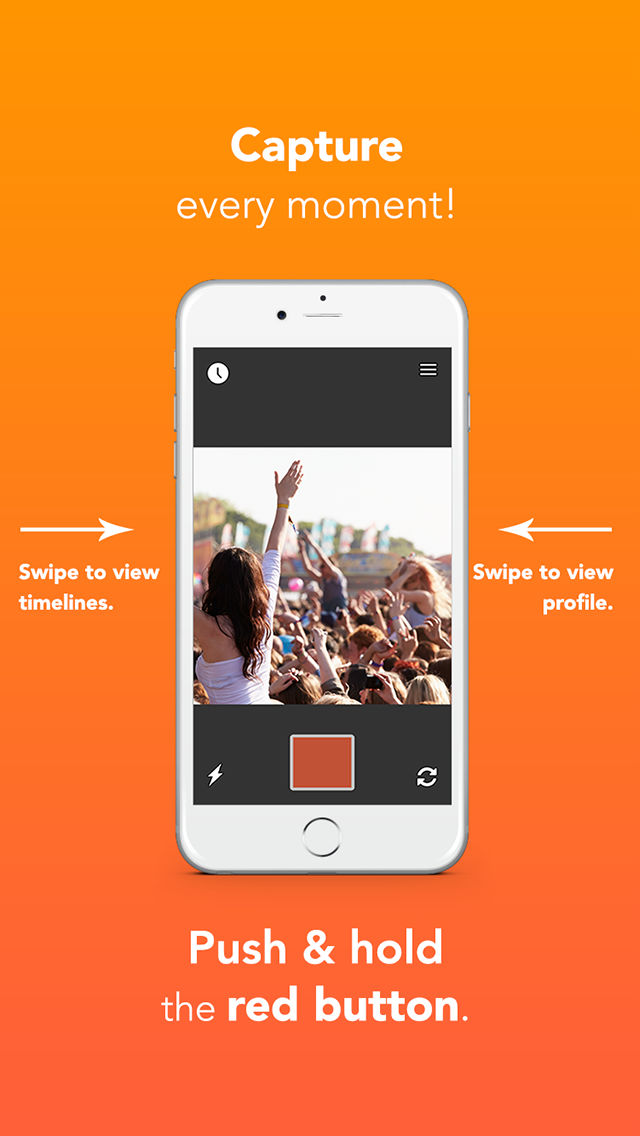 Capture
every moment!
Swipe to view
timelines.
Swipe to view
profile.
Push & hold
the red button.